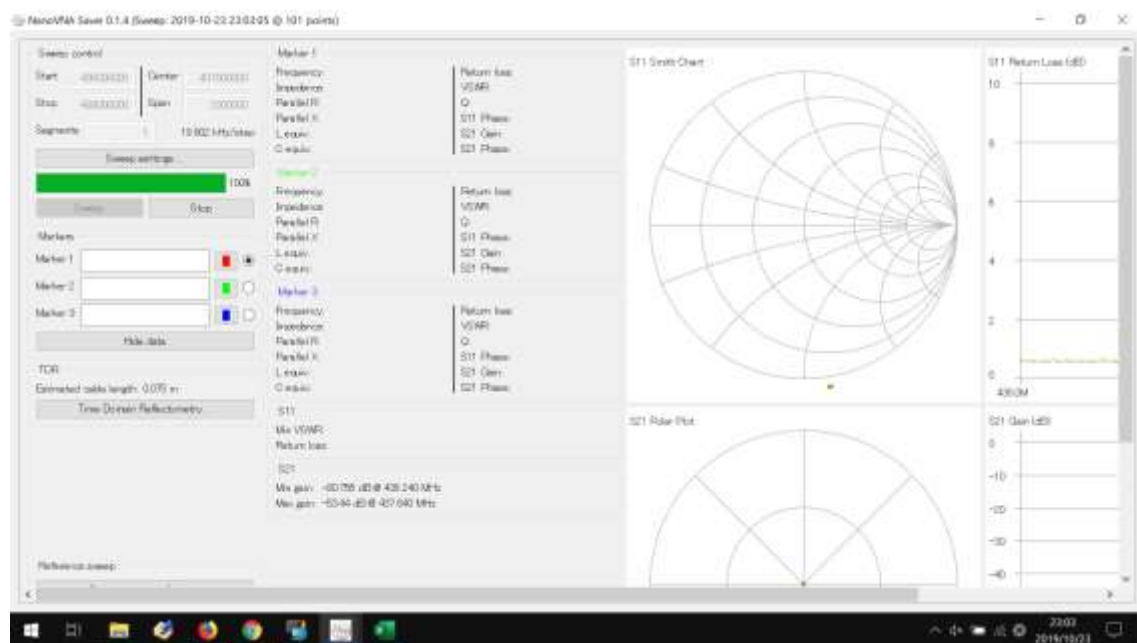 NanoVNA Saver 0.1.4 (Sweep: 2019-10-23 23:03:05 @ 101 points)
Sweep control
Start
Center
Stop
Span
Segments
1
Sweep settings ...
100%
Sweep
Stop
Markers
Marker 1
Marker 2
Marker 3
Hide data
TDR
Estimated cable length: 0.075 m
Time Domain Reflectometry ...
Reference sweep
Marker 1
Frequency:
Impedance:
Parallel R:
Parallel X:
L equiv.:
C equiv.:
Return loss:
VSWR:
Q:
S11 Phase:
S21 Gain:
S21 Phase:
Marker 2
Frequency:
Impedance:
Parallel R:
Parallel X:
L equiv.:
C equiv.:
Return loss:
VSWR:
Q:
S11 Phase:
S21 Gain:
S21 Phase:
Marker 3
Frequency:
Impedance:
Parallel R:
Parallel X:
L equiv.:
C equiv.:
Return loss:
VSWR:
Q:
S11 Phase:
S21 Gain:
S21 Phase:
S11
Min VSWR:
Return loss:
S21
Min gain:
Max gain:
S11 Smith Chart
S11 Return Loss (dB)
10
8
6
4
2
0
S21 Polar Plot
S21 Gain (dB)
0
-10
-20
-30
-40
23:03
2019/10/23